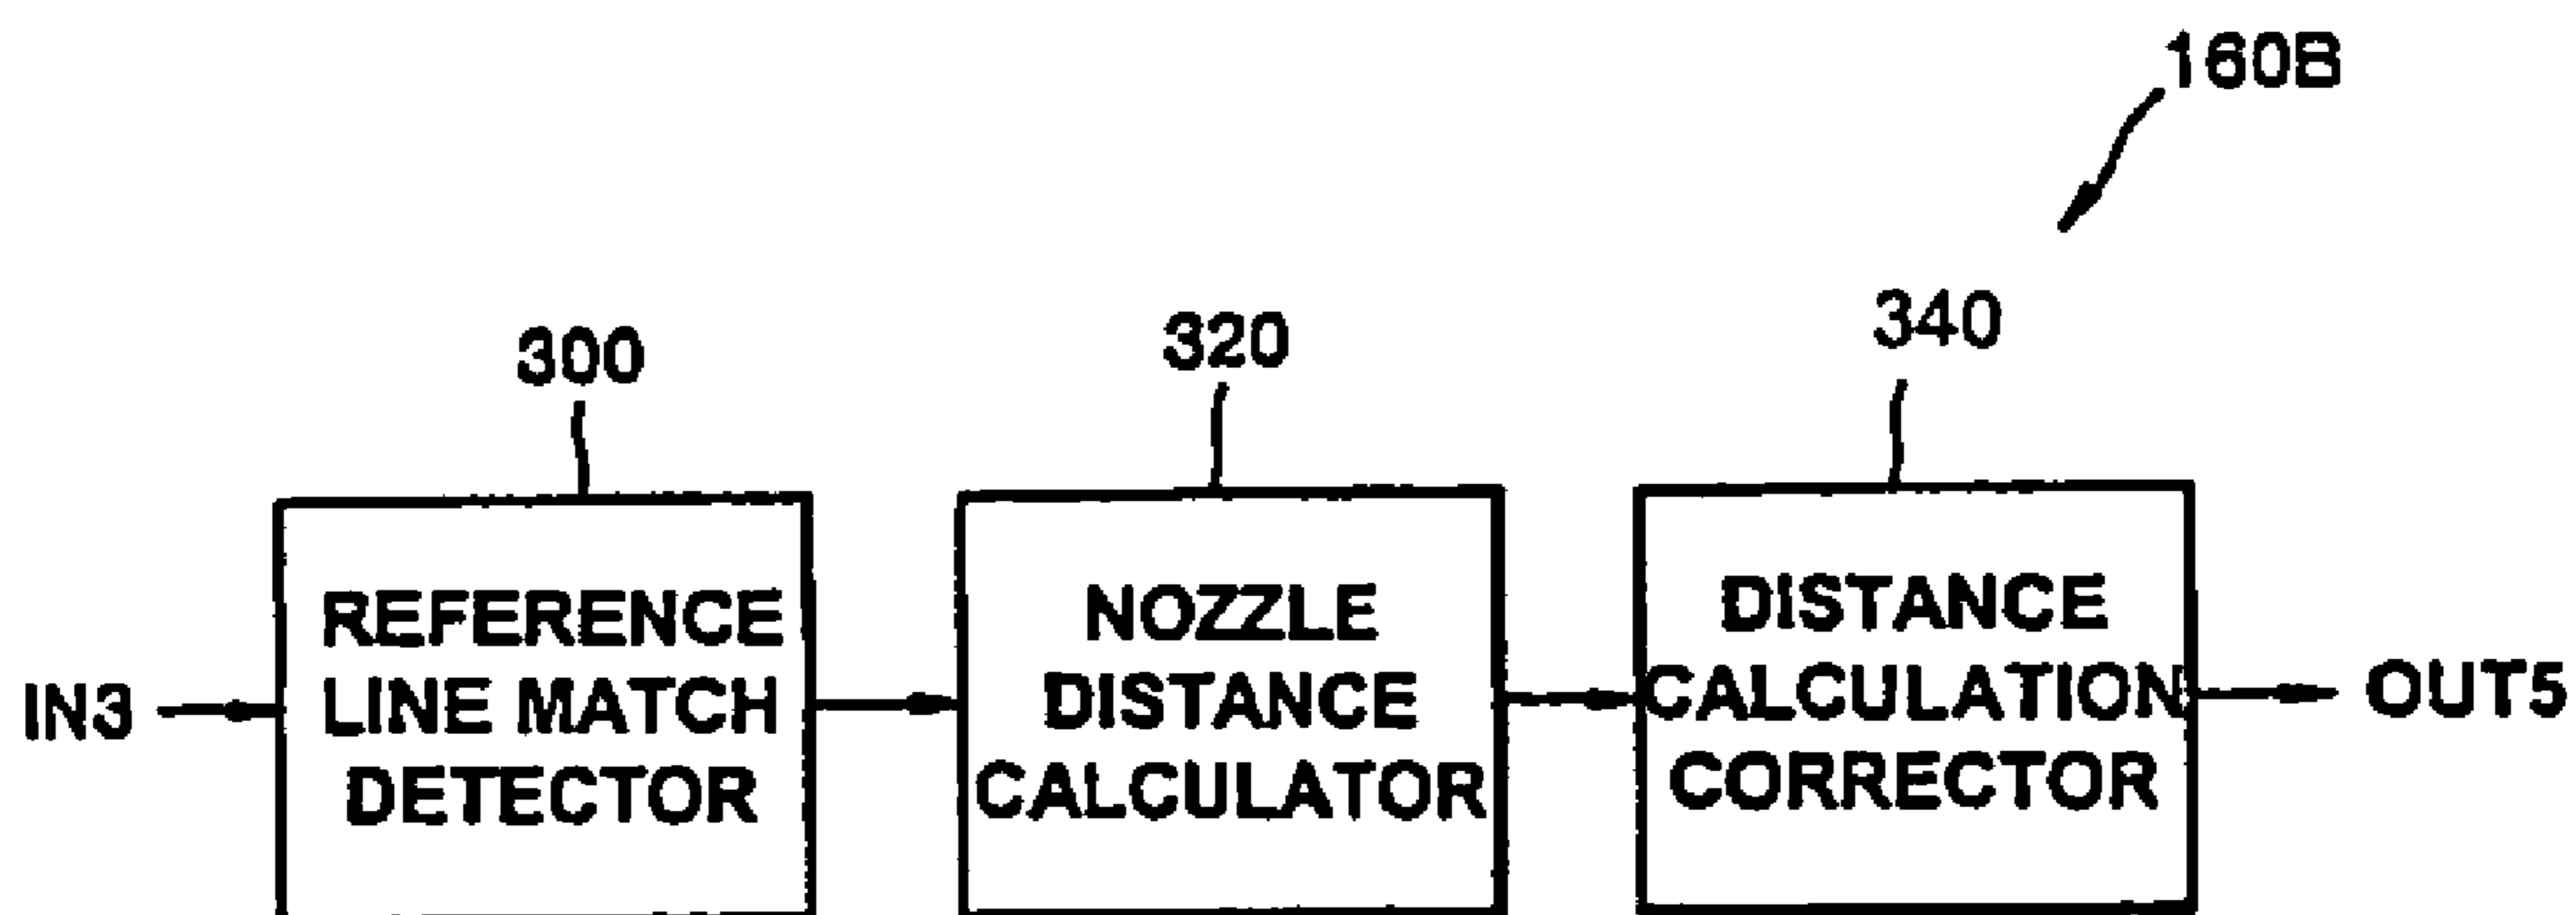 160B
300
320
340
IN3
REFERENCE
LINE MATCH
DETECTOR
NOZZLE
DISTANCE
CALCULATOR
DISTANCE
CALCULATION
CORRECTOR
OUT5